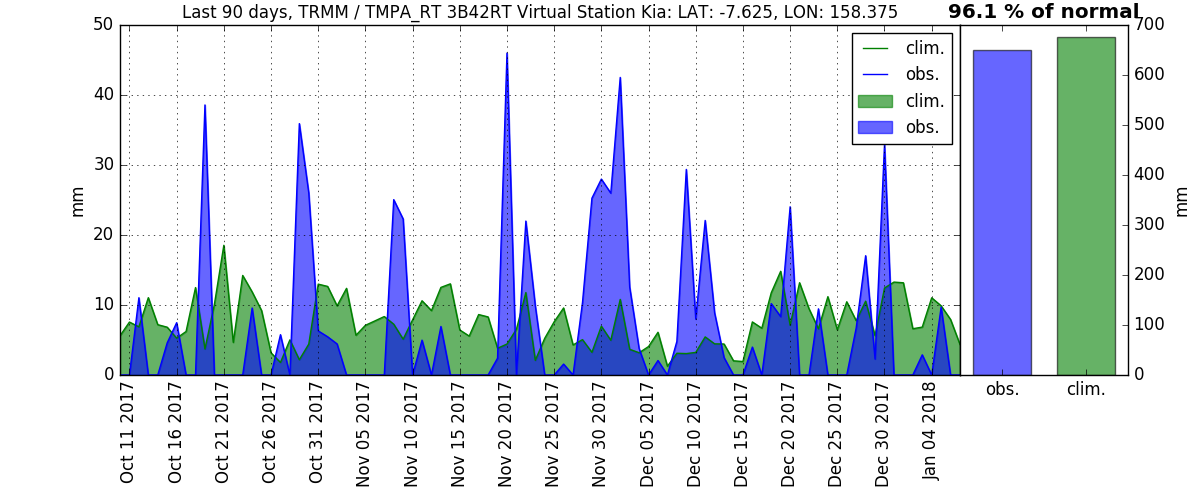 Last 90 days, TRMM / TMPA_RT 3B42RT Virtual Station Kia: LAT: -7.625, LON: 158.375
96.1 % of normal
50
40
30
20
10
0
mm
clim.
obs.
clim.
obs.
700
600
500
400
300
200
100
0
mm
obs.
clim.
Oct 11 2017
Oct 16 2017
Oct 21 2017
Oct 26 2017
Oct 31 2017
Nov 05 2017
Nov 10 2017
Nov 15 2017
Nov 20 2017
Nov 25 2017
Nov 30 2017
Dec 05 2017
Dec 10 2017
Dec 15 2017
Dec 20 2017
Dec 25 2017
Dec 30 2017
Jan 04 2018